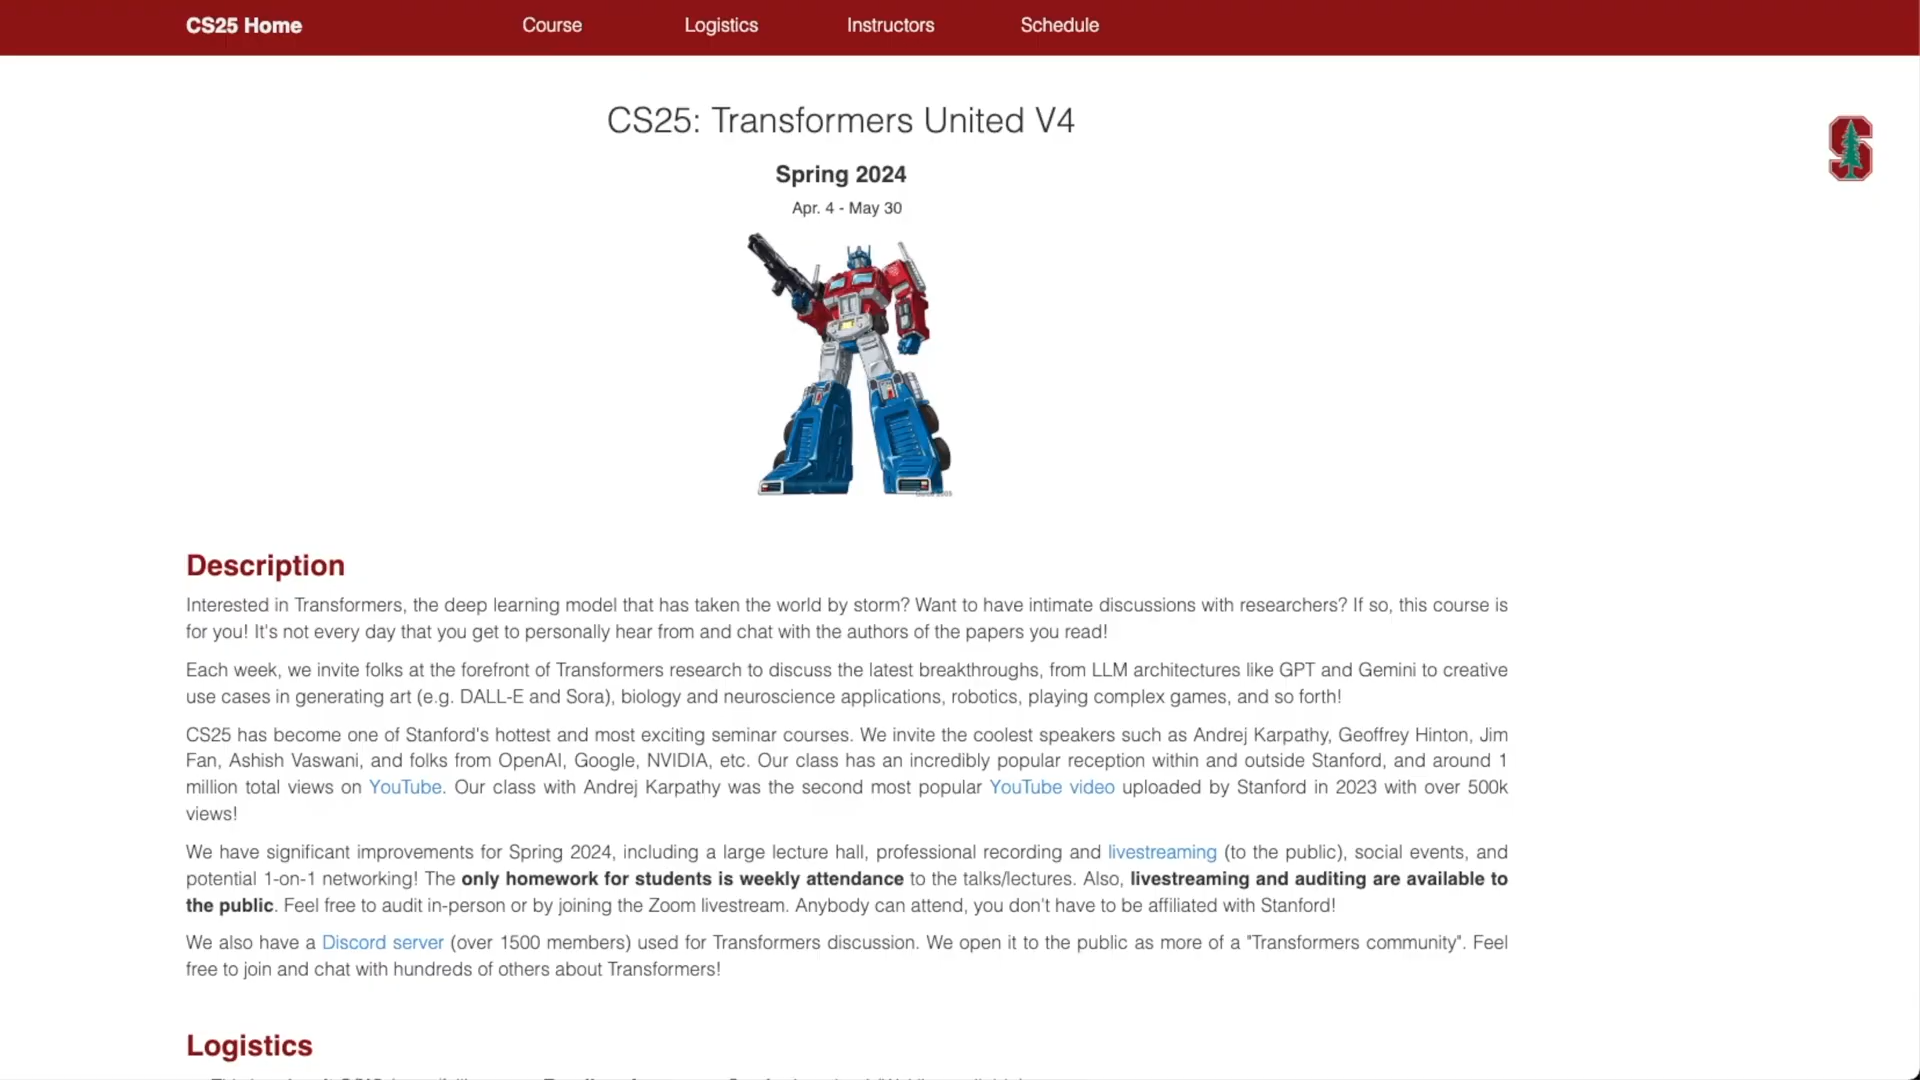 CS25 Home Course Logistics Instructors Schedule
CS25: Transformers United V4
Spring 2024
Apr. 4 - May 30
Description
Interested in Transformers, the deep learning model that has taken the world by storm? Want to have intimate discussions with researchers? If so, this course is
for you! It's not every day that you get to personally hear from and chat with the authors of the papers you read!
Each week, we invite folks at the forefront of Transformers research to discuss the latest breakthroughs, from LLM architectures like GPT and Gemini to creative
use cases in generating art (e.g. DALL-E and Sora), biology and neuroscience applications, robotics, playing complex games, and so forth!
CS25 has become one of Stanford's hottest and most exciting seminar courses. We invite the coolest speakers such as Andrej Karpathy, Geoffrey Hinton, Jim
Fan, Ashish Vaswani, and folks from OpenAI, Google, NVIDIA, etc. Our class has an incredibly popular reception within and outside Stanford, and around 1
million total views on YouTube. Our class with Andrej Karpathy was the second most popular YouTube video uploaded by Stanford in 2023 with over 500k
views!
We have significant improvements for Spring 2024, including a large lecture hall, professional recording and livestreaming (to the public), social events, and
potential 1-on-1 networking! The only homework for students is weekly attendance to the talks/lectures. Also, livestreaming and auditing are available to
the public. Feel free to audit in-person or by joining the Zoom livestream. Anybody can attend, you don't have to be affiliated with Stanford!
We also have a Discord server (over 1500 members) used for Transformers discussion. We open it to the public as more of a "Transformers community". Feel
free to join and chat with hundreds of others about Transformers!
Logistics